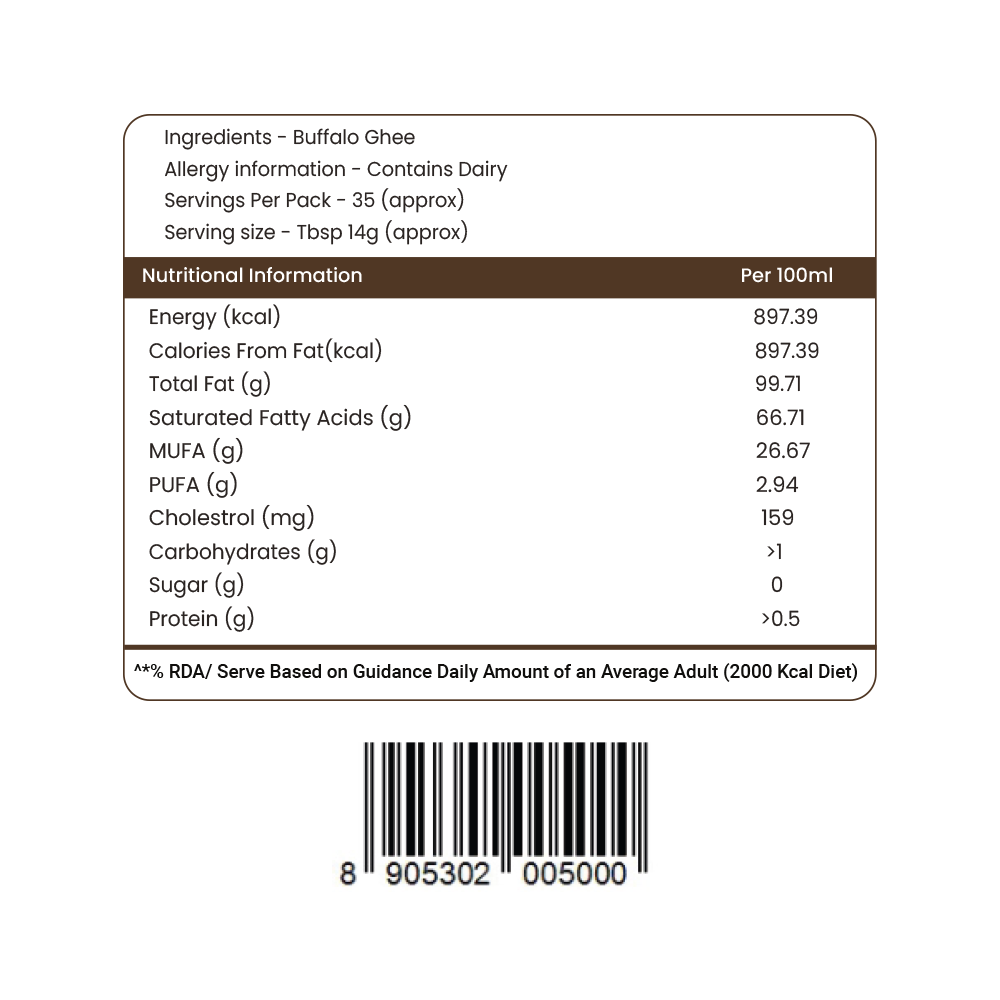 Ingredients - Buffalo Ghee
Allergy information - Contains Dairy
Servings Per Pack - 35 (approx)
Serving size - Tbsp 14g (approx)
Nutritional Information Per 100ml
Energy (kcal) 897.39
Calories From Fat(kcal) 897.39
Total Fat (g) 99.71
Saturated Fatty Acids (g) 66.71
MUFA (g) 26.67
PUFA (g) 2.94
Cholestrol (mg) 159
Carbohydrates (g) >1
Sugar (g) 0
Protein (g) >0.5
^*% RDA/ Serve Based on Guidance Daily Amount of an Average Adult (2000 Kcal Diet)
8 905302 005000